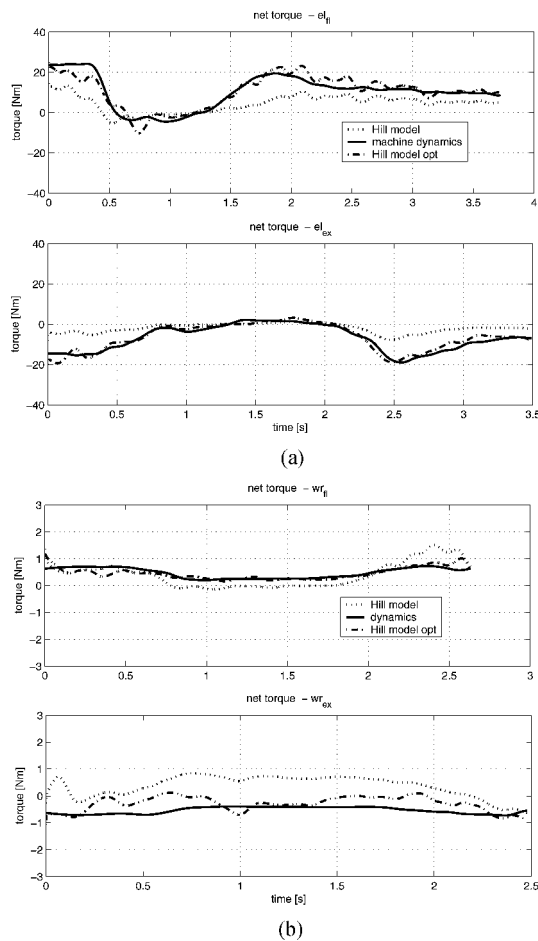 net torque − el_fl
torque [Nm]
40
20
0
−20
−40
0 0.5 1 1.5 2 2.5 3 3.5 4
Hill model
machine dynamics
Hill model opt
net torque − el_ex
torque [Nm]
40
20
0
−20
−40
0 0.5 1 1.5 2 2.5 3 3.5
time [s]
(a)
net torque − wr_fl
torque [Nm]
3
2
1
0
−1
−2
−3
0 0.5 1 1.5 2 2.5 3
Hill model
dynamics
Hill model opt
net torque − wr_ex
torque [Nm]
3
2
1
0
−1
−2
−3
0 0.5 1 1.5 2 2.5
time [s]
(b)